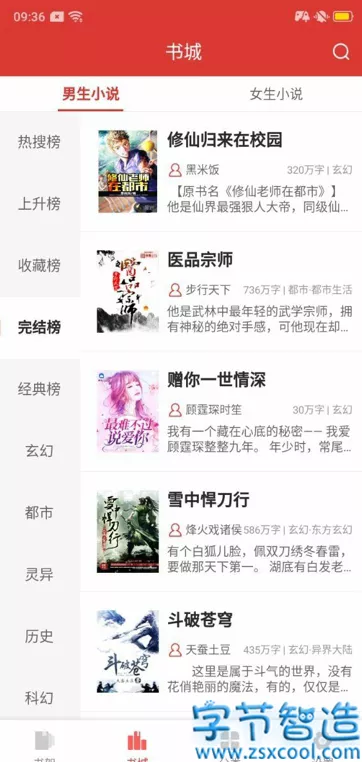 09:36
书城
男生小说
女生小说
热搜榜
上升榜
收藏榜
完结榜
经典榜
玄幻
都市
灵异
历史
科幻
修仙老师
在都市
修仙归来在校园
黑米饭
320万字 | 玄幻
【原书名《修仙老师在都市》】
他是仙界最强狠人大帝，同级仙...
医品宗师
步行天下
736万字 | 都市·都市生活
他是武林中最年轻的武学宗师，拥
有神秘的绝对手感，可他现在却...
最难不过
说爱你
赠你一世情深
顾霆琛时笙
30万字 | 玄幻
我有一个藏在心底的秘密—— 我爱
顾霆琛整整九年。 年少时，常尾...
雪中
悍刀行
雪中悍刀行
烽火戏诸侯
586万字 | 玄幻·东方玄幻
有个白狐儿脸，佩双刀绣冬春雷，
要做那天下第一。 湖底有白发老...
斗破苍穹
斗破苍穹
天蚕土豆
435万字 | 玄幻·异界大陆
这里是属于斗气的世界，没有
花俏艳丽的魔法，有的，仅仅是...
书架
书城
字节智造
www.zsxcool.com